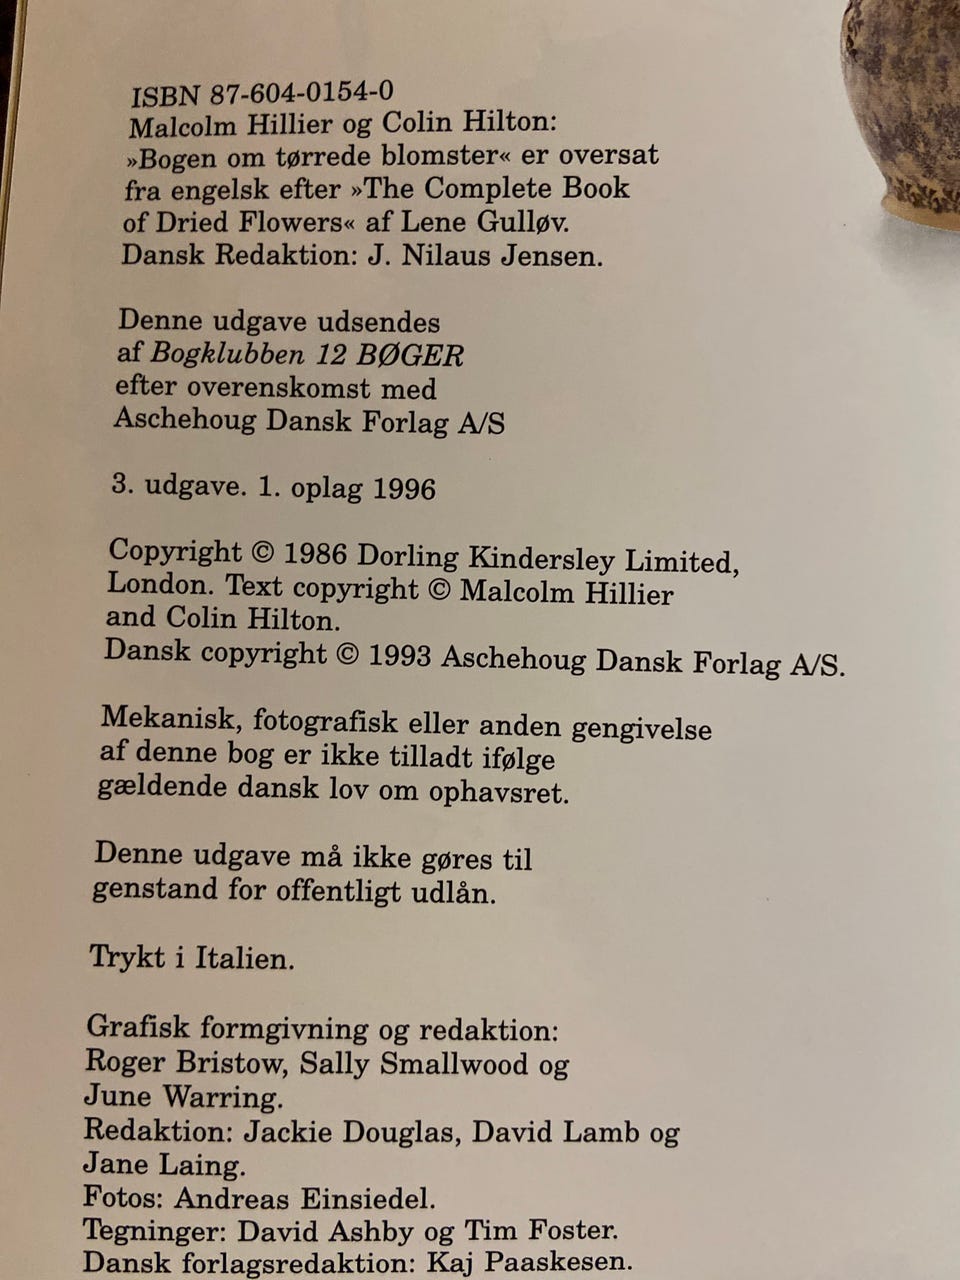 ISBN 87-604-0154-0
Malcolm Hillier og Colin Hilton:
»Bogen om tørrede blomster« er oversat
fra engelsk efter »The Complete Book
of Dried Flowers« af Lene Gulløv.
Dansk Redaktion: J. Nilaus Jensen.
Denne udgave udsendes
af Bogklubben 12 BØGER
efter overenskomst med
Aschehoug Dansk Forlag A/S
3. udgave. 1. oplag 1996
Copyright © 1986 Dorling Kindersley Limited,
London. Text copyright © Malcolm Hillier
and Colin Hilton.
Dansk copyright © 1993 Aschehoug Dansk Forlag A/S.
Mekanisk, fotografisk eller anden gengivelse
af denne bog er ikke tilladt ifølge
gældende dansk lov om ophavsret.
Denne udgave må ikke gøres til
genstand for offentligt udlån.
Trykt i Italien.
Grafisk formgivning og redaktion:
Roger Bristow, Sally Smallwood og
June Warring.
Redaktion: Jackie Douglas, David Lamb og
Jane Laing.
Fotos: Andreas Einsiedel.
Tegninger: David Ashby og Tim Foster.
Dansk forlagsredaktion: Kaj Paaskesen.